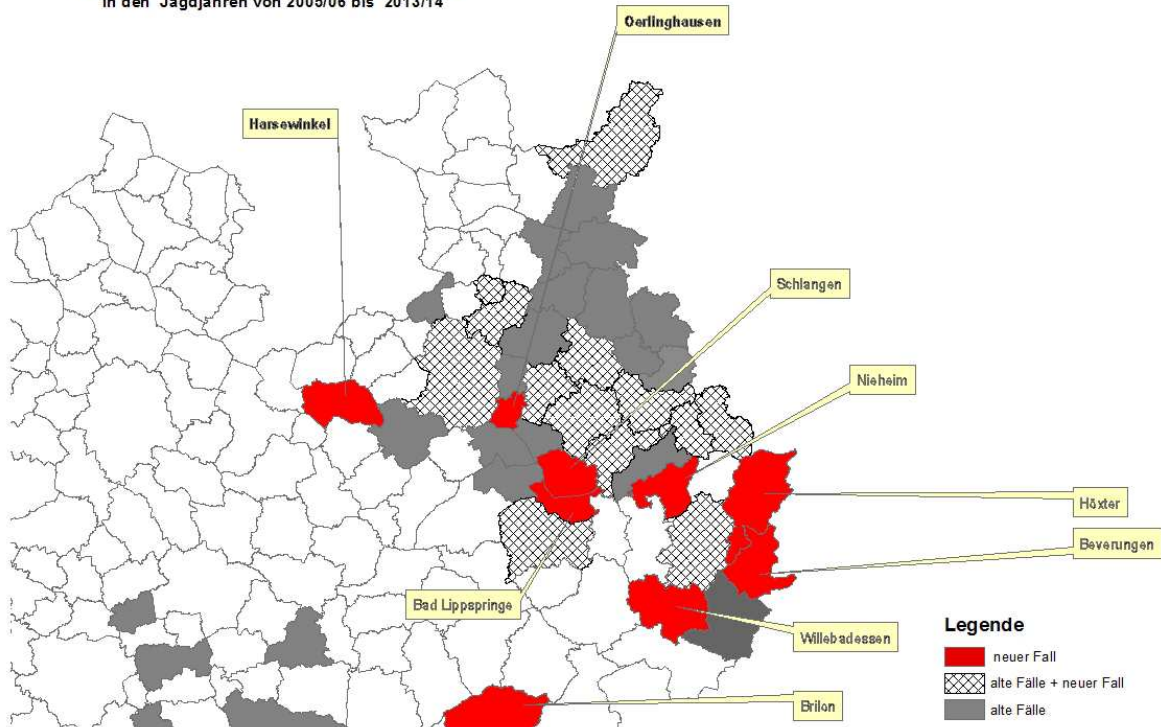 in den Jagdjahren von 2005/06 bis 2013/14
Oerlinghausen
Harsewinkel
Schlangen
Nieheim
Höxter
Beverungen
Bad Lippspringe
Willebadessen
Brilon
Legende
neuer Fall
alte Fälle + neuer Fall
alte Fälle